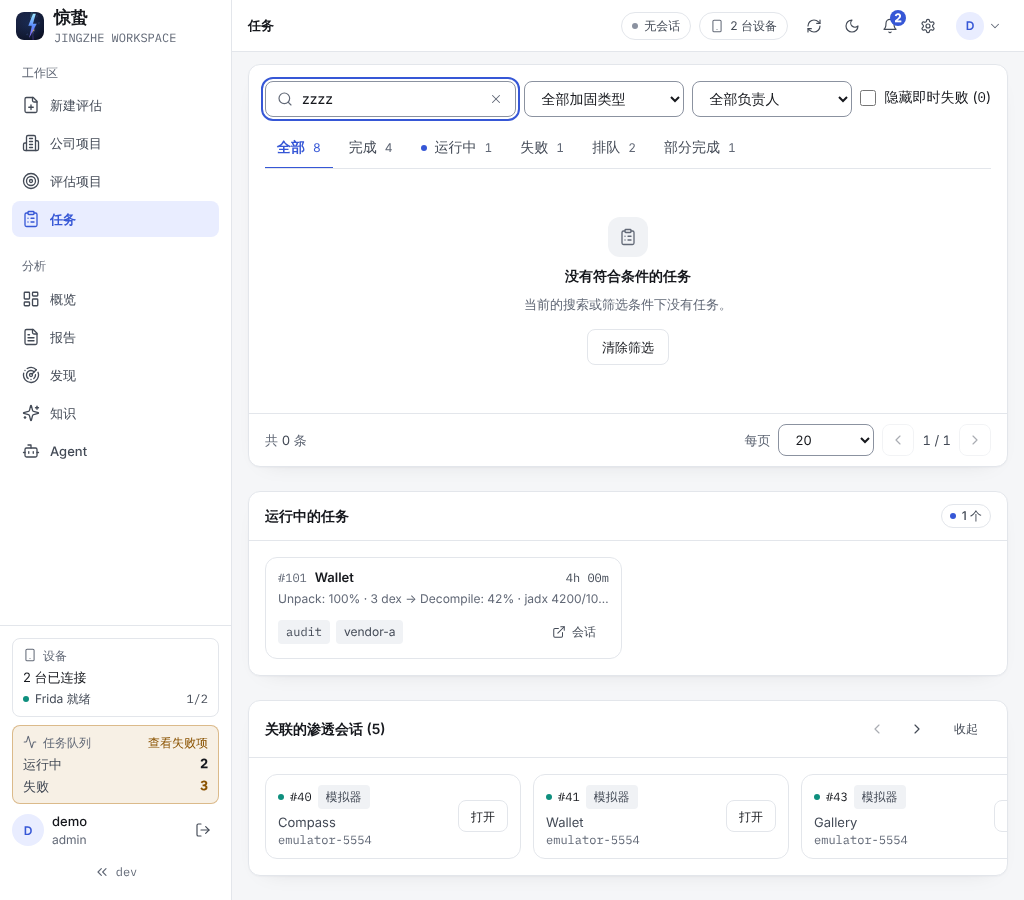 惊蛰
JINGZHE WORKSPACE
工作区
新建评估
公司项目
评估项目
任务
分析
概览
报告
发现
知识
Agent
设备
2 台已连接
Frida 就绪 1/2
任务队列 查看失败项
运行中 2
失败 3
D demo
admin
dev
任务 无会话 2 台设备 2 D
zzzz 全部加固类型 全部负责人 隐藏即时失败 (0)
全部 8 完成 4 运行中 1 失败 1 排队 2 部分完成 1
没有符合条件的任务
当前的搜索或筛选条件下没有任务。
清除筛选
共 0 条 每页 20 1 / 1
运行中的任务 1 个
#101 Wallet 4h 00m
Unpack: 100% · 3 dex → Decompile: 42% · jadx 4200/10...
audit vendor-a 会话
关联的渗透会话 (5) 收起
#40 模拟器 打开
Compass
emulator-5554
#41 模拟器 打开
Wallet
emulator-5554
#43 模拟器
Gallery
emulator-5554